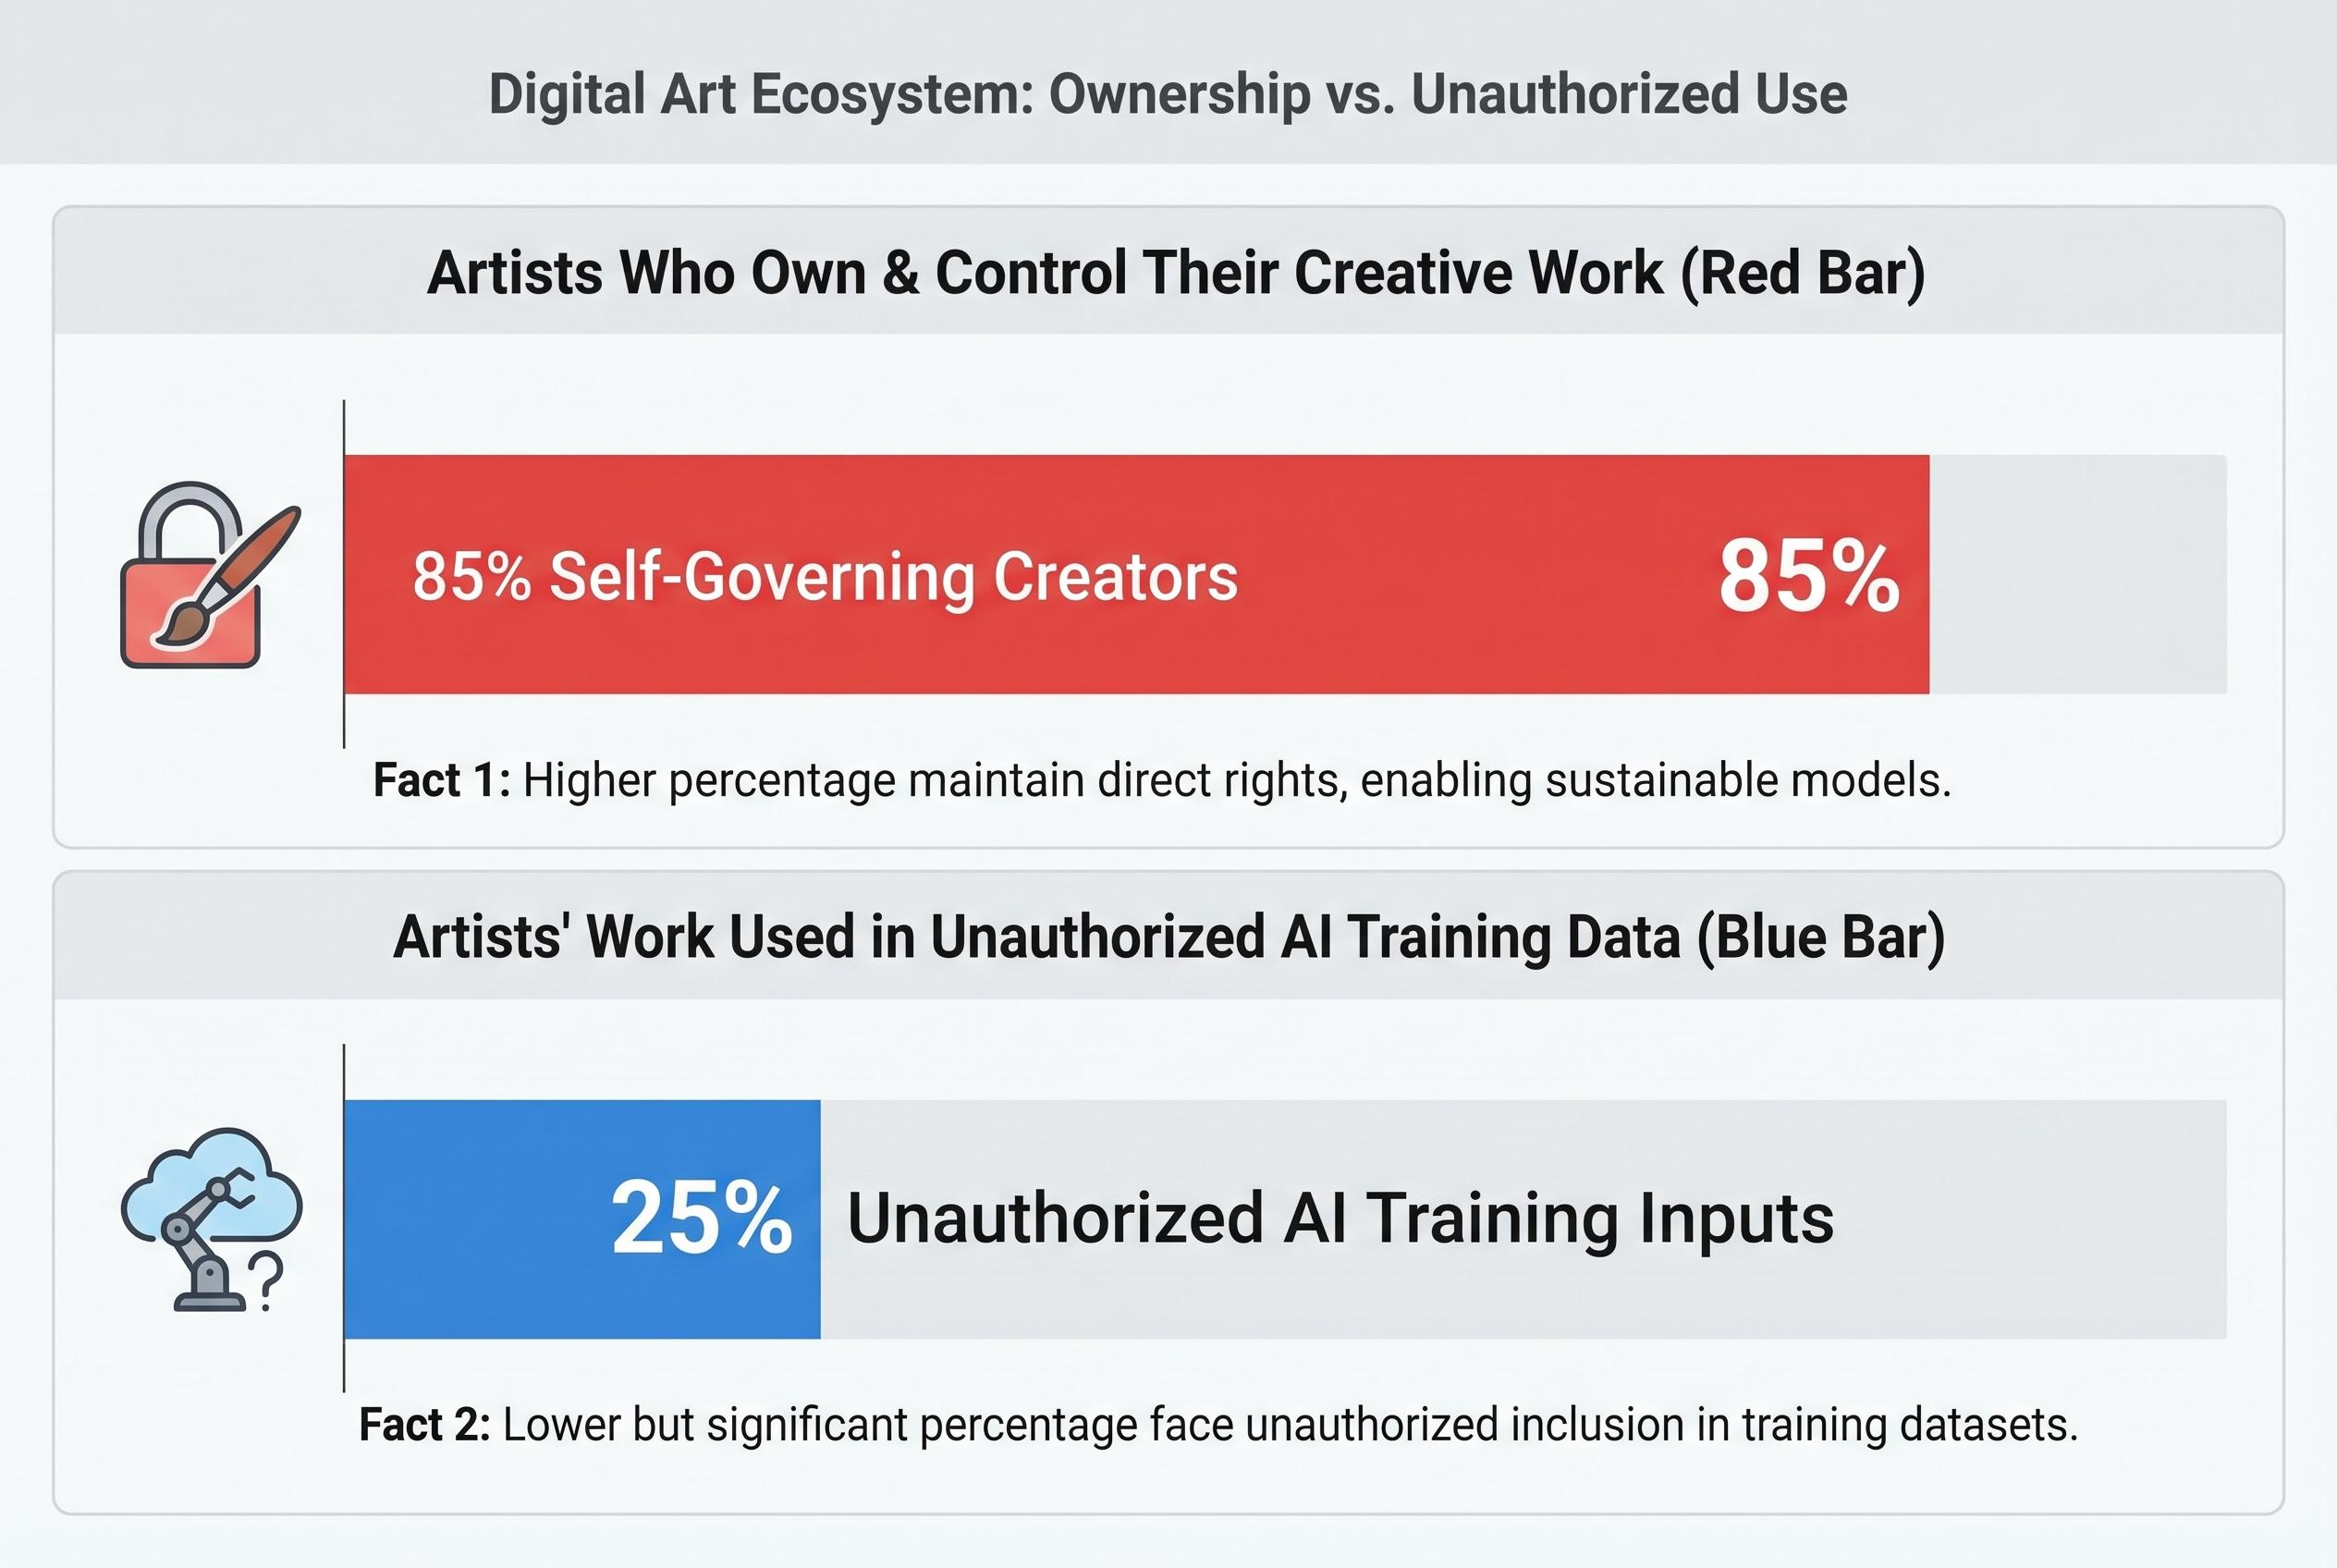 Digital Art Ecosystem: Ownership vs. Unauthorized Use
Artists Who Own & Control Their Creative Work (Red Bar)
85% Self-Governing Creators
85%
Fact 1: Higher percentage maintain direct rights, enabling sustainable models.
Artists' Work Used in Unauthorized AI Training Data (Blue Bar)
25%
Unauthorized AI Training Inputs
?
Fact 2: Lower but significant percentage face unauthorized inclusion in training datasets.